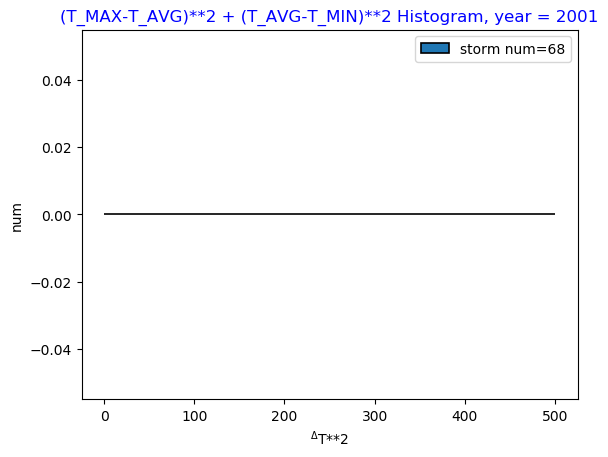 (T_MAX-T_AVG)**2 + (T_AVG-T_MIN)**2 Histogram, year = 2001
storm num=68
0.04
0.02
0.00
−0.02
−0.04
num
0 100 200 300 400 500
ΔT**2